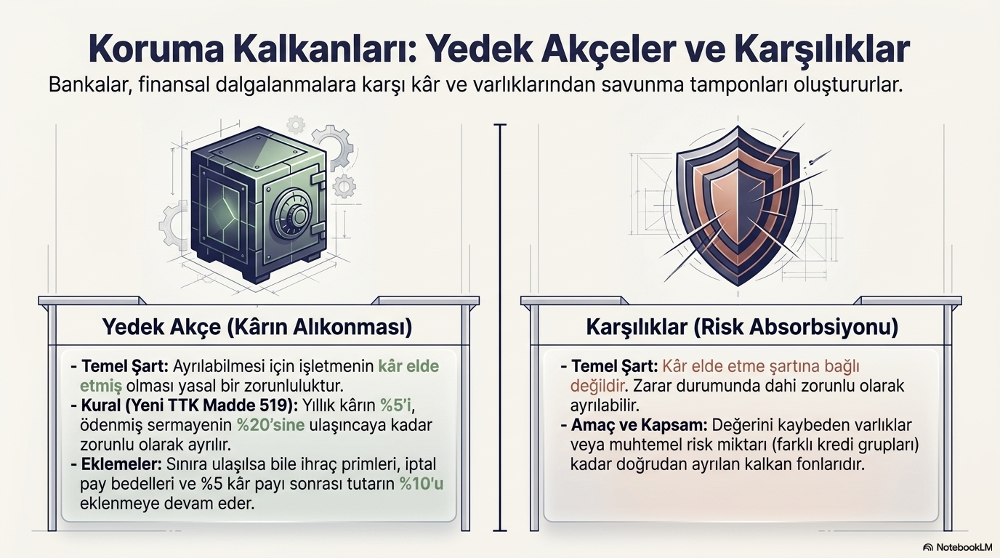 Koruma Kalkanları: Yedek Akçeler ve Karşılıklar
Bankalar, finansal dalgalanmalara karşı kâr ve varlıklarından savunma tamponları oluştururlar.
Yedek Akçe (Kârın Alıkonması)
- Temel Şart: Ayrılabilmesi için işletmenin kâr elde
etmiş olması yasal bir zorunluluktur.
- Kural (Yeni TTK Madde 519): Yıllık kârın %5'i,
ödenmiş sermayenin %20'sine ulaşıncaya kadar
zorunlu olarak ayrılır.
- Eklemeler: Sınıra ulaşılsa bile ihraç primleri, iptal
pay bedelleri ve %5 kâr payı sonrası tutarın %10'u
eklenmeye devam eder.
Karşılıklar (Risk Absorbsiyonu)
- Temel Şart: Kâr elde etme şartına bağlı
değildir. Zarar durumunda dahi zorunlu olarak
ayrılabilir.
- Amaç ve Kapsam: Değerini kaybeden varlıklar
veya muhtemel risk miktarı (farklı kredi grupları)
kadar doğrudan ayrılan kalkan fonlarıdır.
NotebookLM